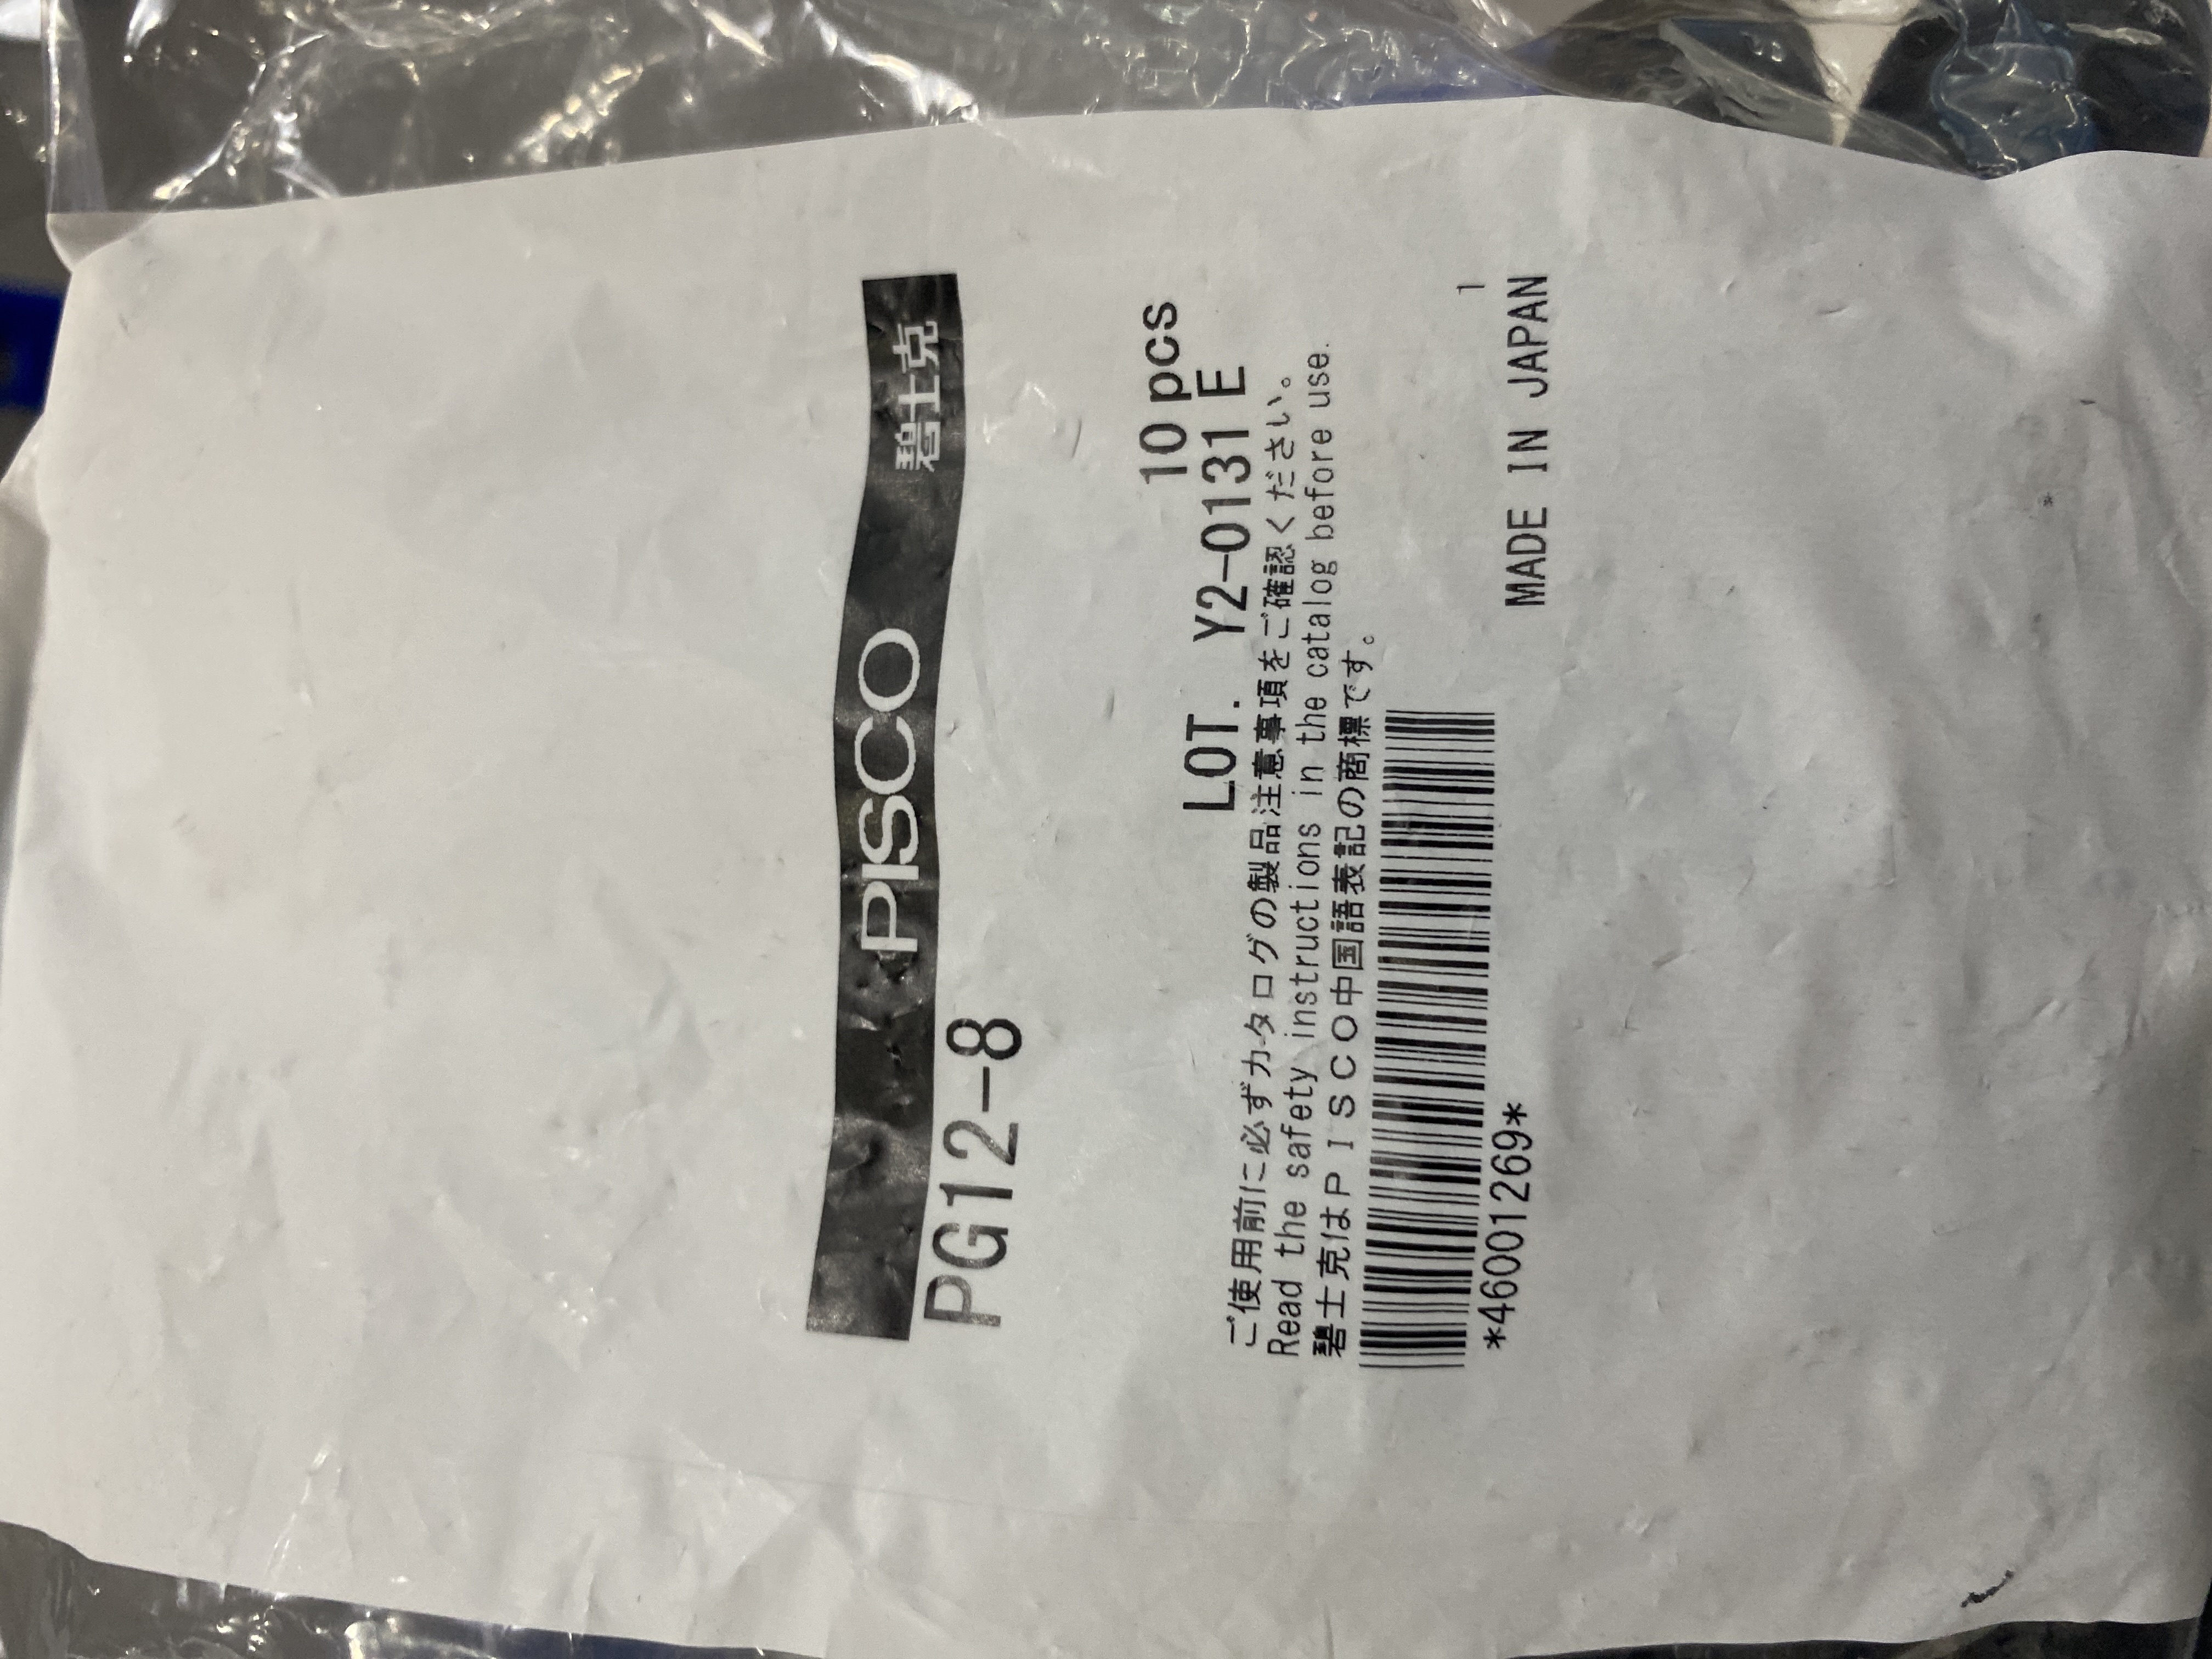 PISCO 碧士克
PG12-8
10 pcs
LOT. Y2-0131 E
ご使用前に必ずカタログの製品注意事項をご確認ください。
Read the safety instructions in the catalog before use.
碧士克はＰＩＳＣＯ中国語表記の商標です。
1
*46001269*
MADE IN JAPAN